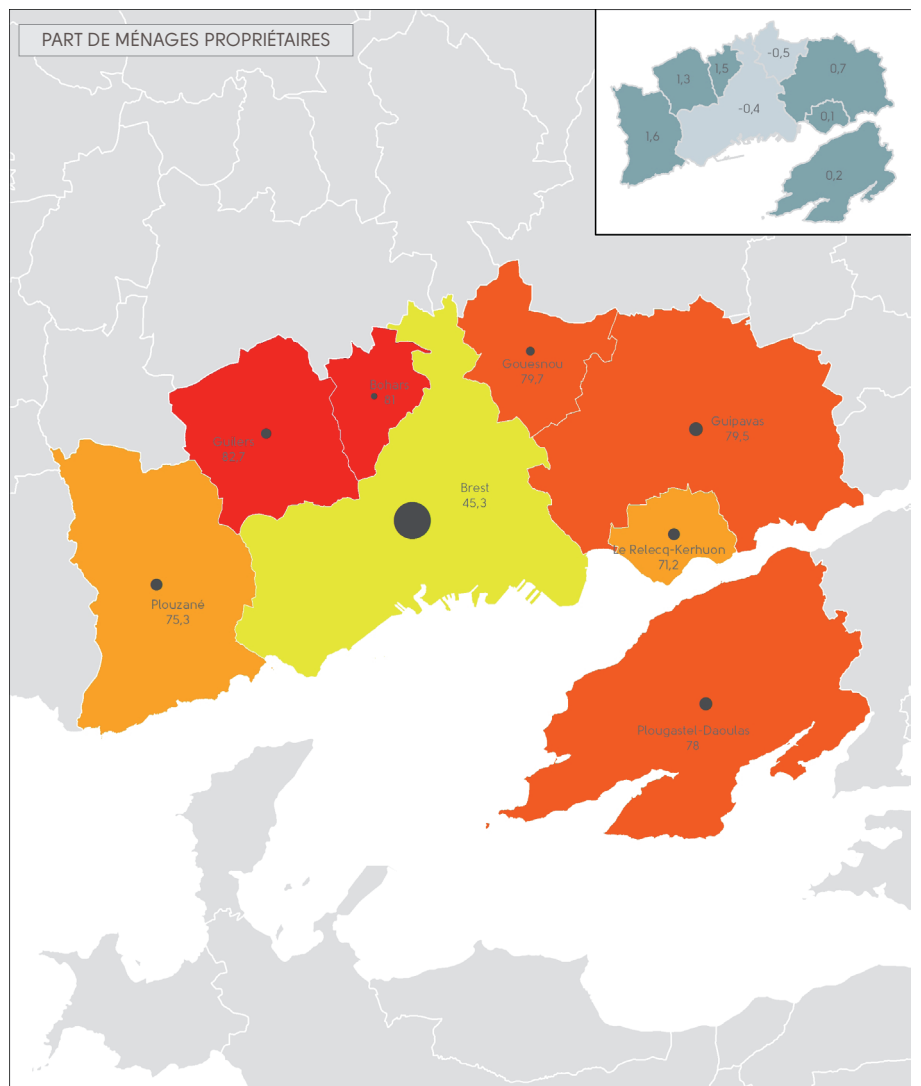 PART DE MÉNAGES PROPRIÉTAIRES
-0,5
1,5
1,3
0,7
-0,4
0,1
1,6
0,2
Gouesnou
79,7
Bohars
Guilers
82,7
Guipavas
79,5
Brest
45,3
Le Relecq-Kerhuon
71,2
Plouzané
75,3
Plougastel-Daoulas
78